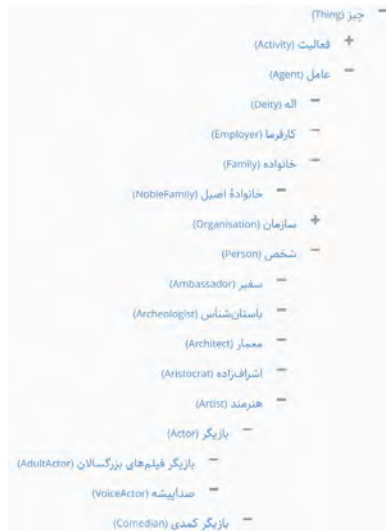 چیز (Thing)
فعالیت (Activity)
عامل (Agent)
اله (Deity)
کارفرما (Employer)
خانواده (Family)
خانوادهٔ اصیل (NobleFamily)
سازمان (Organisation)
شخص (Person)
سفیر (Ambassador)
باستان‌شناس (Archeologist)
معمار (Architect)
اشراف‌زاده (Aristocrat)
هنرمند (Artist)
بازیگر (Actor)
بازیگر فیلم‌های بزرگسالان (AdultActor)
صداپیشه (VoiceActor)
بازیگر کمدی (Comedian)